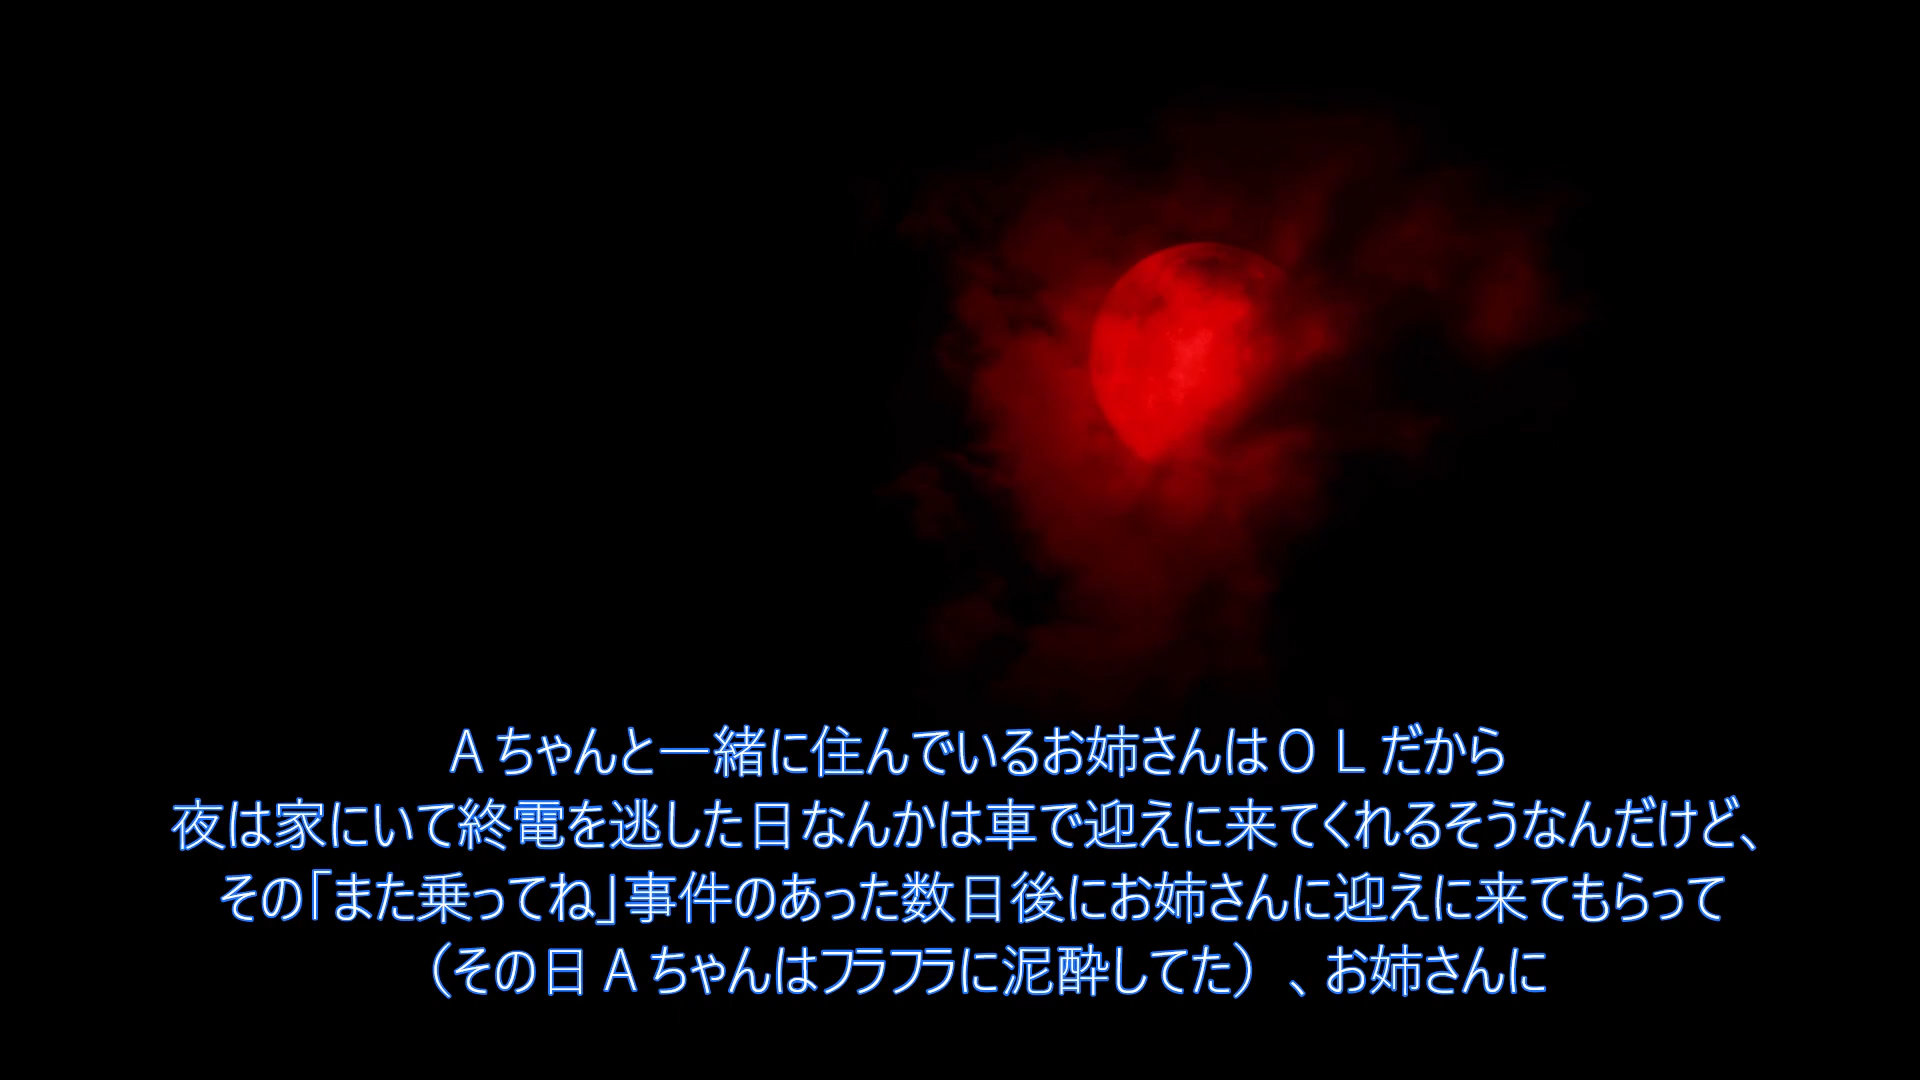 Ａちゃんと一緒に住んでいるお姉さんはＯＬだから
夜は家にいて終電を逃した日なんかは車で迎えに来てくれるそうなんだけど、
その「また乗ってね」事件のあった数日後にお姉さんに迎えに来てもらって
（その日Ａちゃんはフラフラに泥酔してた）、お姉さんに